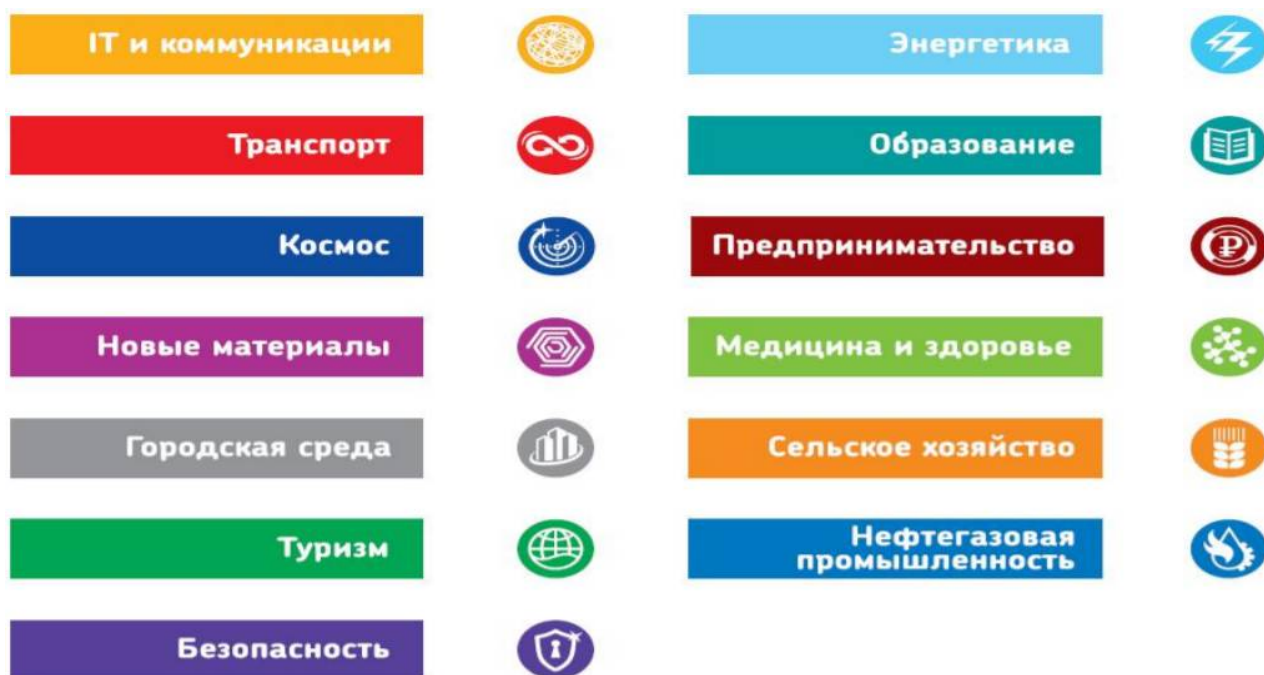 IT и коммуникации
Транспорт
Космос
Новые материалы
Городская среда
Туризм
Безопасность
Энергетика
Образование
Предпринимательство
Медицина и здоровье
Сельское хозяйство
Нефтегазовая
промышленность